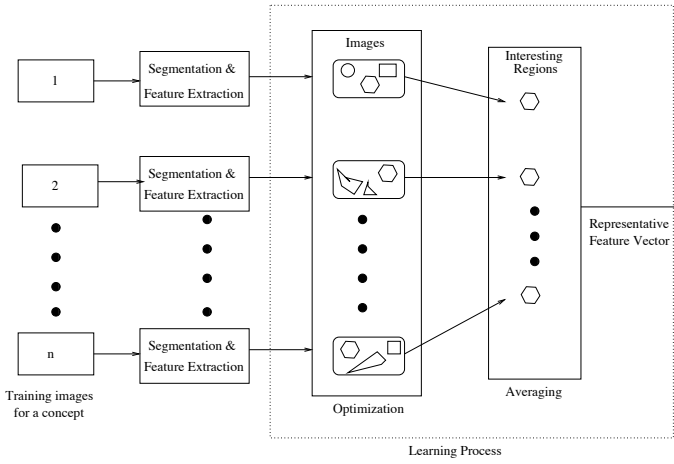 Images
Interesting
Regions
1
Segmentation &
Feature Extraction
2
Segmentation &
Feature Extraction
Representative
Feature Vector
n
Segmentation &
Feature Extraction
Training images
for a concept
Optimization
Averaging
Learning Process